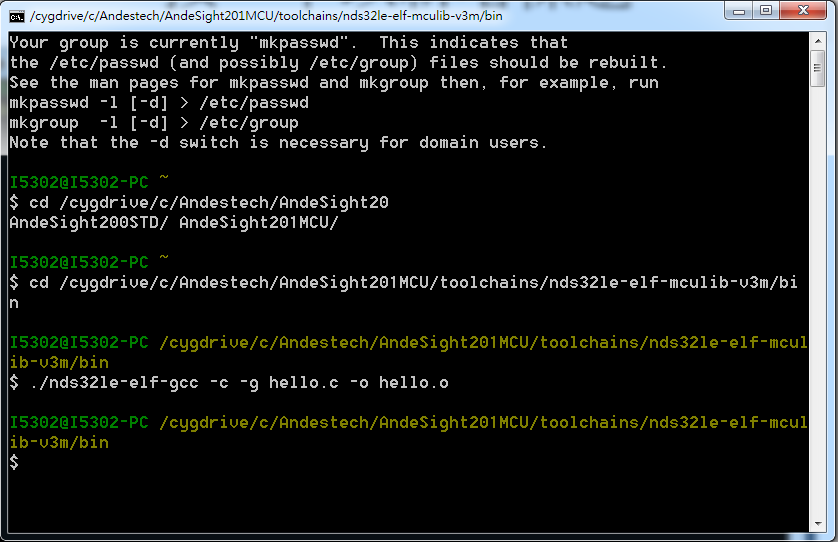 /cygdrive/c/Andestech/AndeSight201MCU/toolchains/nds32le-elf-mculib-v3m/bin
Your group is currently "mkpasswd".  This indicates that
the /etc/passwd (and possibly /etc/group) files should be rebuilt.
See the man pages for mkpasswd and mkgroup then, for example, run
mkpasswd -l [-d] > /etc/passwd
mkgroup  -l [-d] > /etc/group
Note that the -d switch is necessary for domain users.
I5302@I5302-PC ~
$ cd /cygdrive/c/Andestech/AndeSight20
AndeSight200STD/ AndeSight201MCU/
I5302@I5302-PC ~
$ cd /cygdrive/c/Andestech/AndeSight201MCU/toolchains/nds32le-elf-mculib-v3m/bi
n
I5302@I5302-PC /cygdrive/c/Andestech/AndeSight201MCU/toolchains/nds32le-elf-mcul
ib-v3m/bin
$ ./nds32le-elf-gcc -c -g hello.c -o hello.o
I5302@I5302-PC /cygdrive/c/Andestech/AndeSight201MCU/toolchains/nds32le-elf-mcul
ib-v3m/bin
$